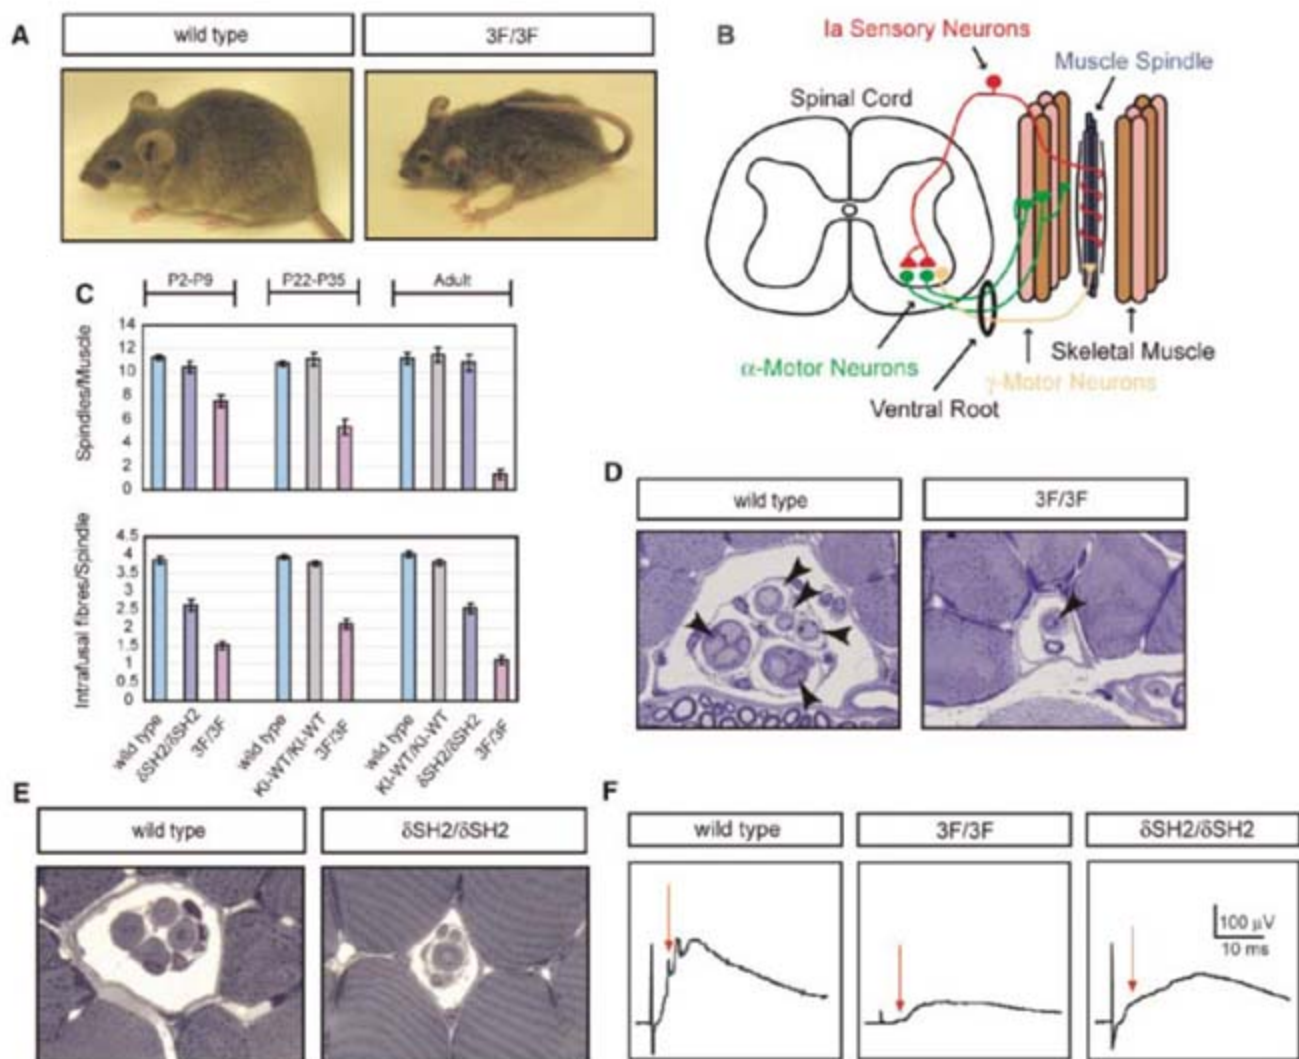 A
wild type
3F/3F
B
Ia Sensory Neurons
Muscle Spindle
Spinal Cord
Skeletal Muscle
α-Motor Neurons
γ-Motor Neurons
Ventral Root
C
P2-P9
P22-P35
Adult
Spindles/Muscle
14
12
10
8
6
4
2
0
Intrafusal fibres/Spindle
4.5
4
3.5
3
2.5
2
1.5
1
0.5
0
wild type
δSH2/δSH2
3F/3F
wild type
KI-WT/KI-WT
3F/3F
wild type
KI-WT/KI-WT
δSH2/δSH2
3F/3F
D
wild type
3F/3F
E
wild type
δSH2/δSH2
F
wild type
3F/3F
δSH2/δSH2
100 μV
10 ms